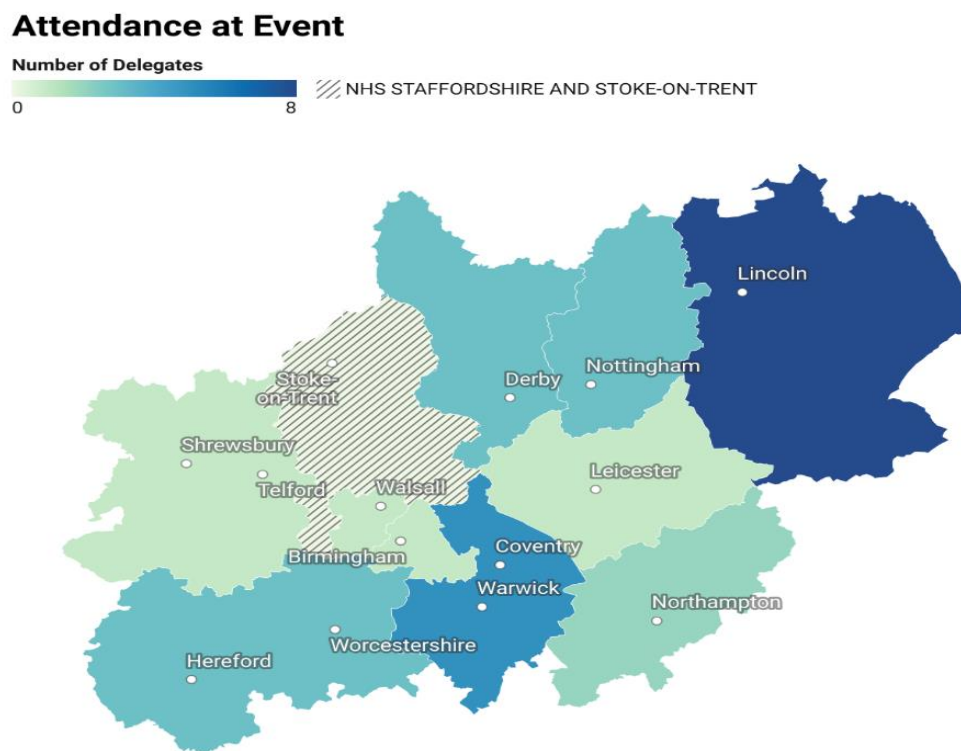 Attendance at Event
Number of Delegates
0
8
NHS STAFFORDSHIRE AND STOKE-ON-TRENT
Lincoln
Stoke-
on-Trent
Derby
Nottingham
Shrewsbury
Telford
Walsall
Leicester
Birmingham
Coventry
Warwick
Northampton
Worcestershire
Hereford